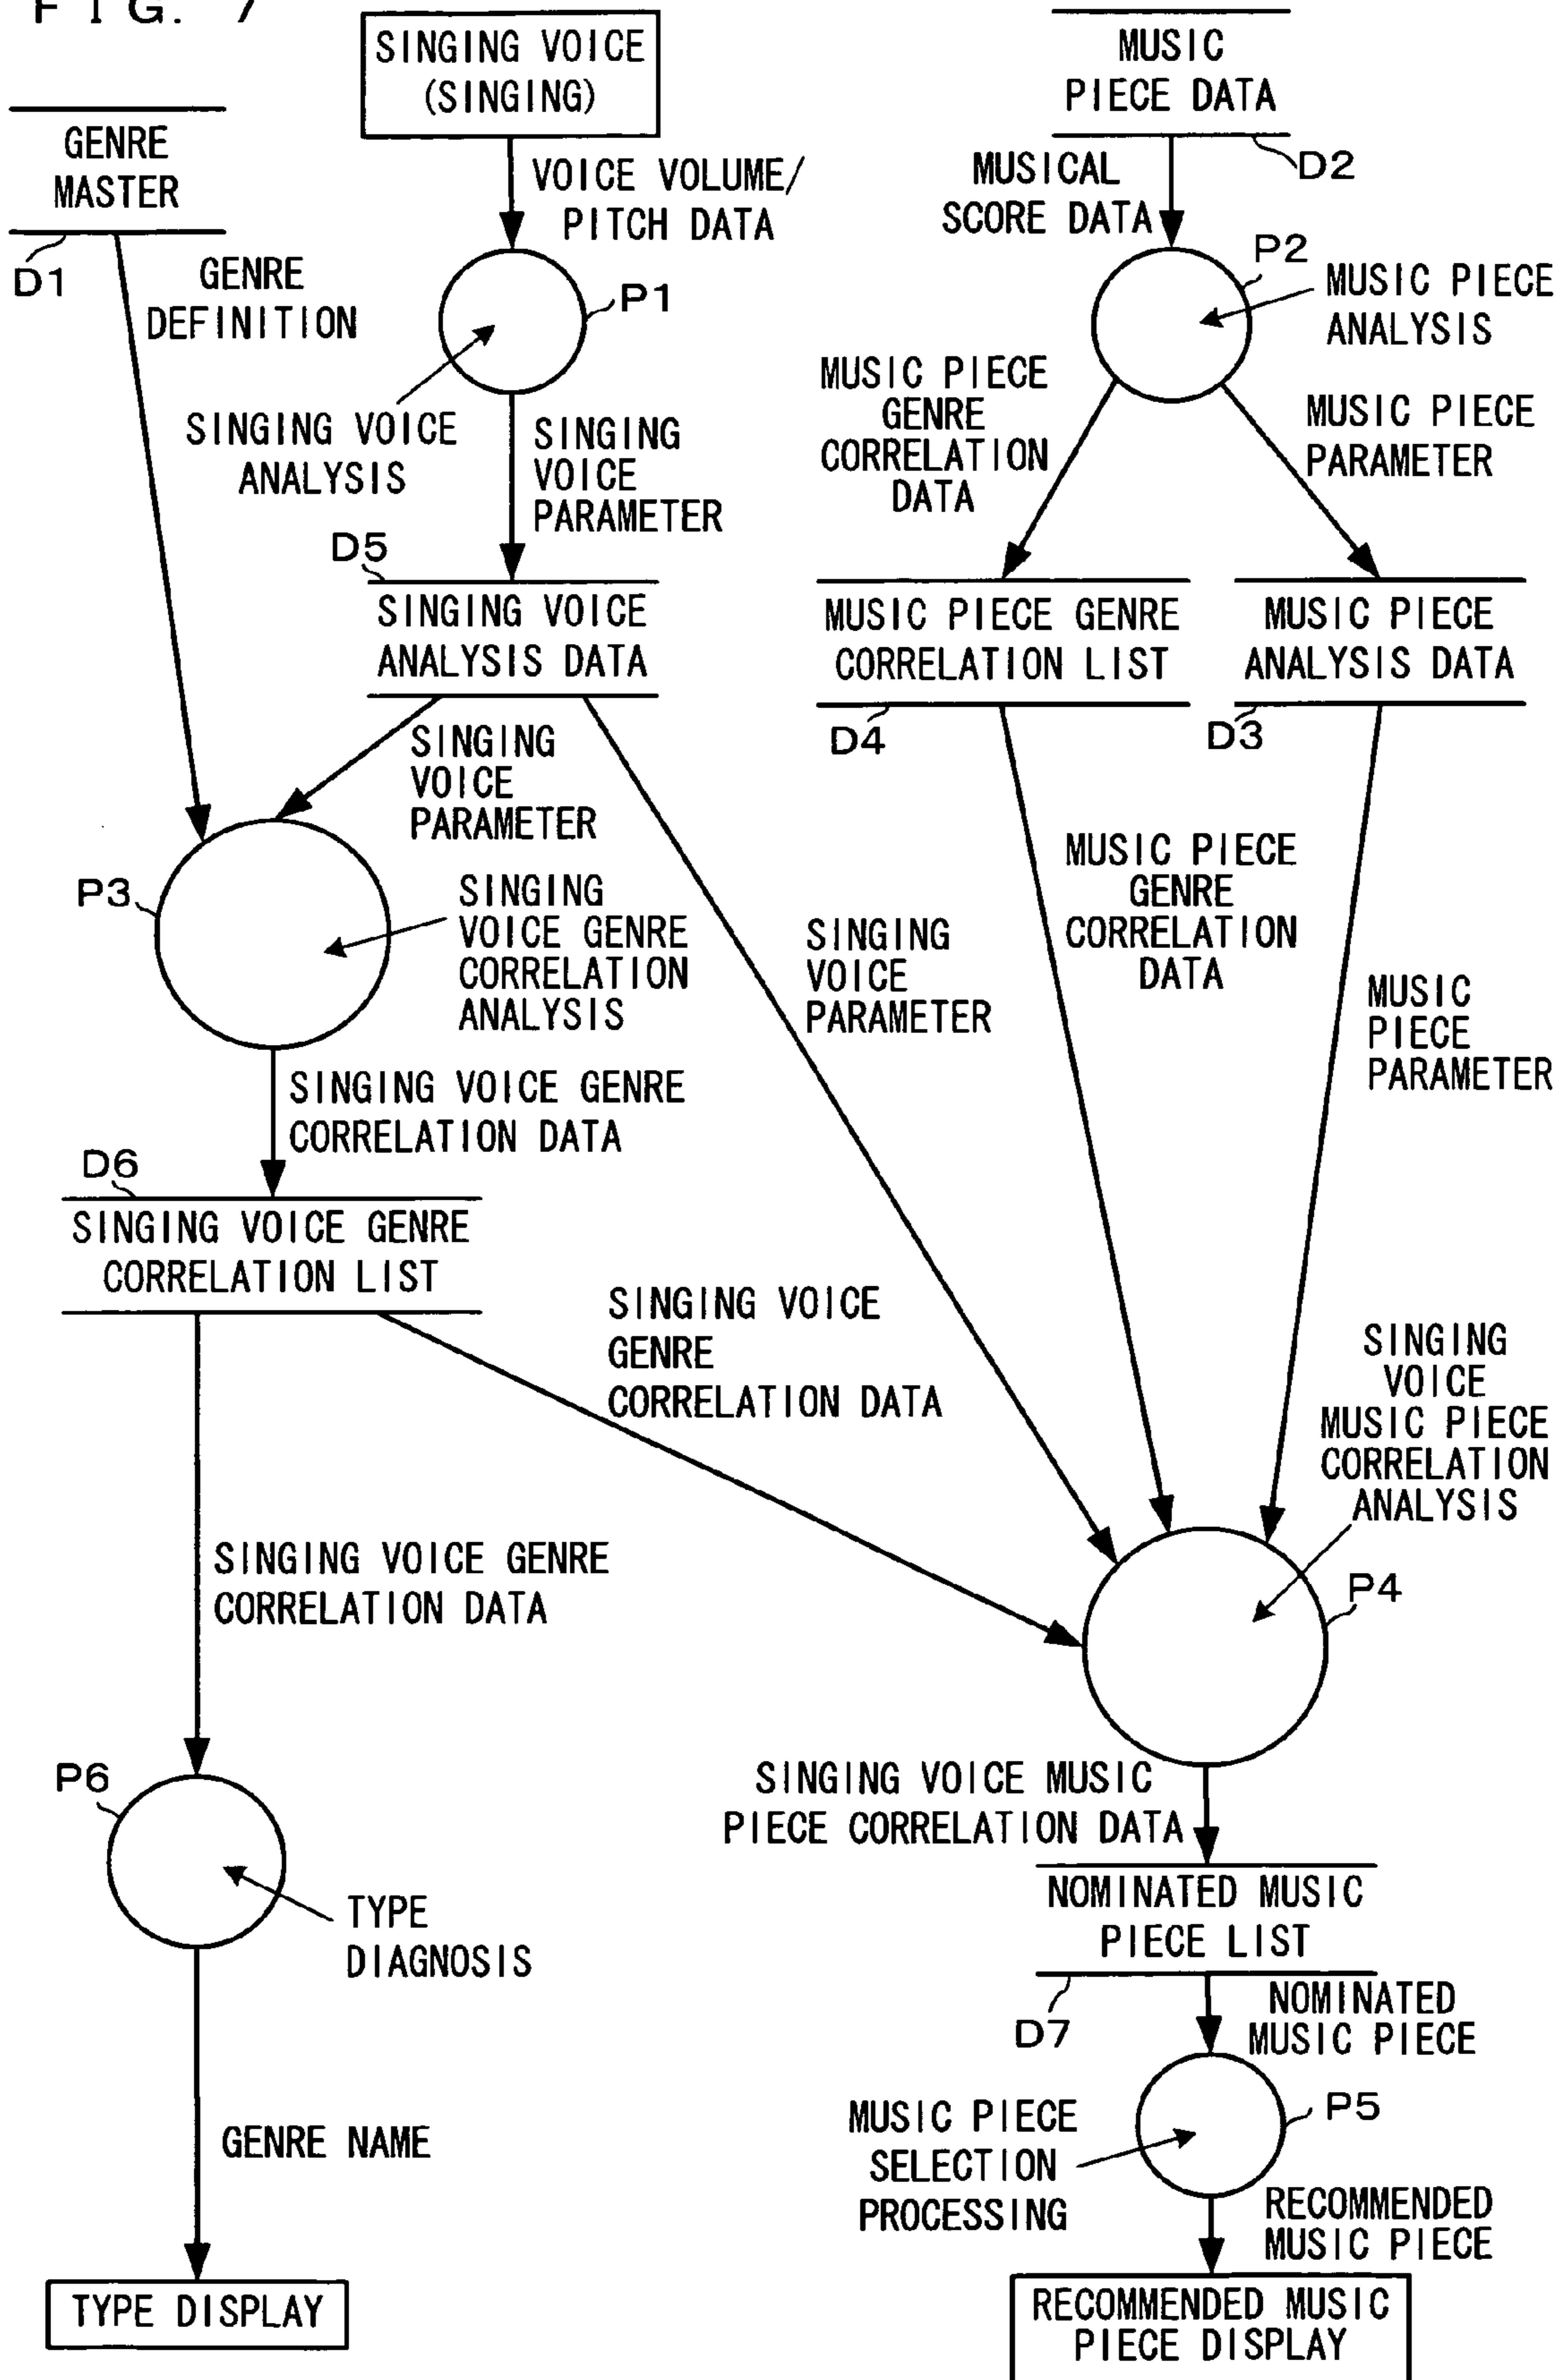 FIG. 7
SINGING VOICE
(SINGING)
MUSIC
PIECE DATA
GENRE
MASTER
D1
VOICE VOLUME/
PITCH DATA
MUSICAL
SCORE DATA
D2
GENRE
DEFINITION
P1
P2
MUSIC PIECE
ANALYSIS
SINGING VOICE
ANALYSIS
SINGING
VOICE
PARAMETER
MUSIC PIECE
GENRE
CORRELATION
DATA
MUSIC PIECE
PARAMETER
D5
SINGING VOICE
ANALYSIS DATA
MUSIC PIECE GENRE
CORRELATION LIST
MUSIC PIECE
ANALYSIS DATA
D4
D3
SINGING
VOICE
PARAMETER
P3
SINGING
VOICE GENRE
CORRELATION
ANALYSIS
SINGING
VOICE
PARAMETER
MUSIC PIECE
GENRE
CORRELATION
DATA
MUSIC
PIECE
PARAMETER
SINGING VOICE GENRE
CORRELATION DATA
D6
SINGING VOICE GENRE
CORRELATION LIST
SINGING VOICE
GENRE
CORRELATION DATA
SINGING
VOICE
MUSIC PIECE
CORRELATION
ANALYSIS
SINGING VOICE GENRE
CORRELATION DATA
P4
P6
SINGING VOICE MUSIC
PIECE CORRELATION DATA
TYPE
DIAGNOSIS
NOMINATED MUSIC
PIECE LIST
D7
NOMINATED
MUSIC PIECE
P5
MUSIC PIECE
SELECTION
PROCESSING
GENRE NAME
RECOMMENDED
MUSIC PIECE
TYPE DISPLAY
RECOMMENDED MUSIC
PIECE DISPLAY